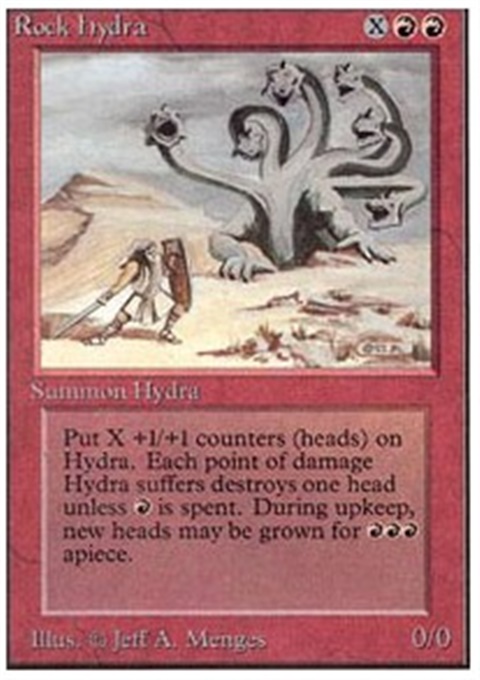 Rock Hydra X
Summon Hydra
Put X +1/+1 counters (heads) on
Hydra. Each point of damage
Hydra suffers destroys one head
unless is spent. During upkeep,
new heads may be grown for
apiece.
Illus. © Jeff A. Menges 0/0